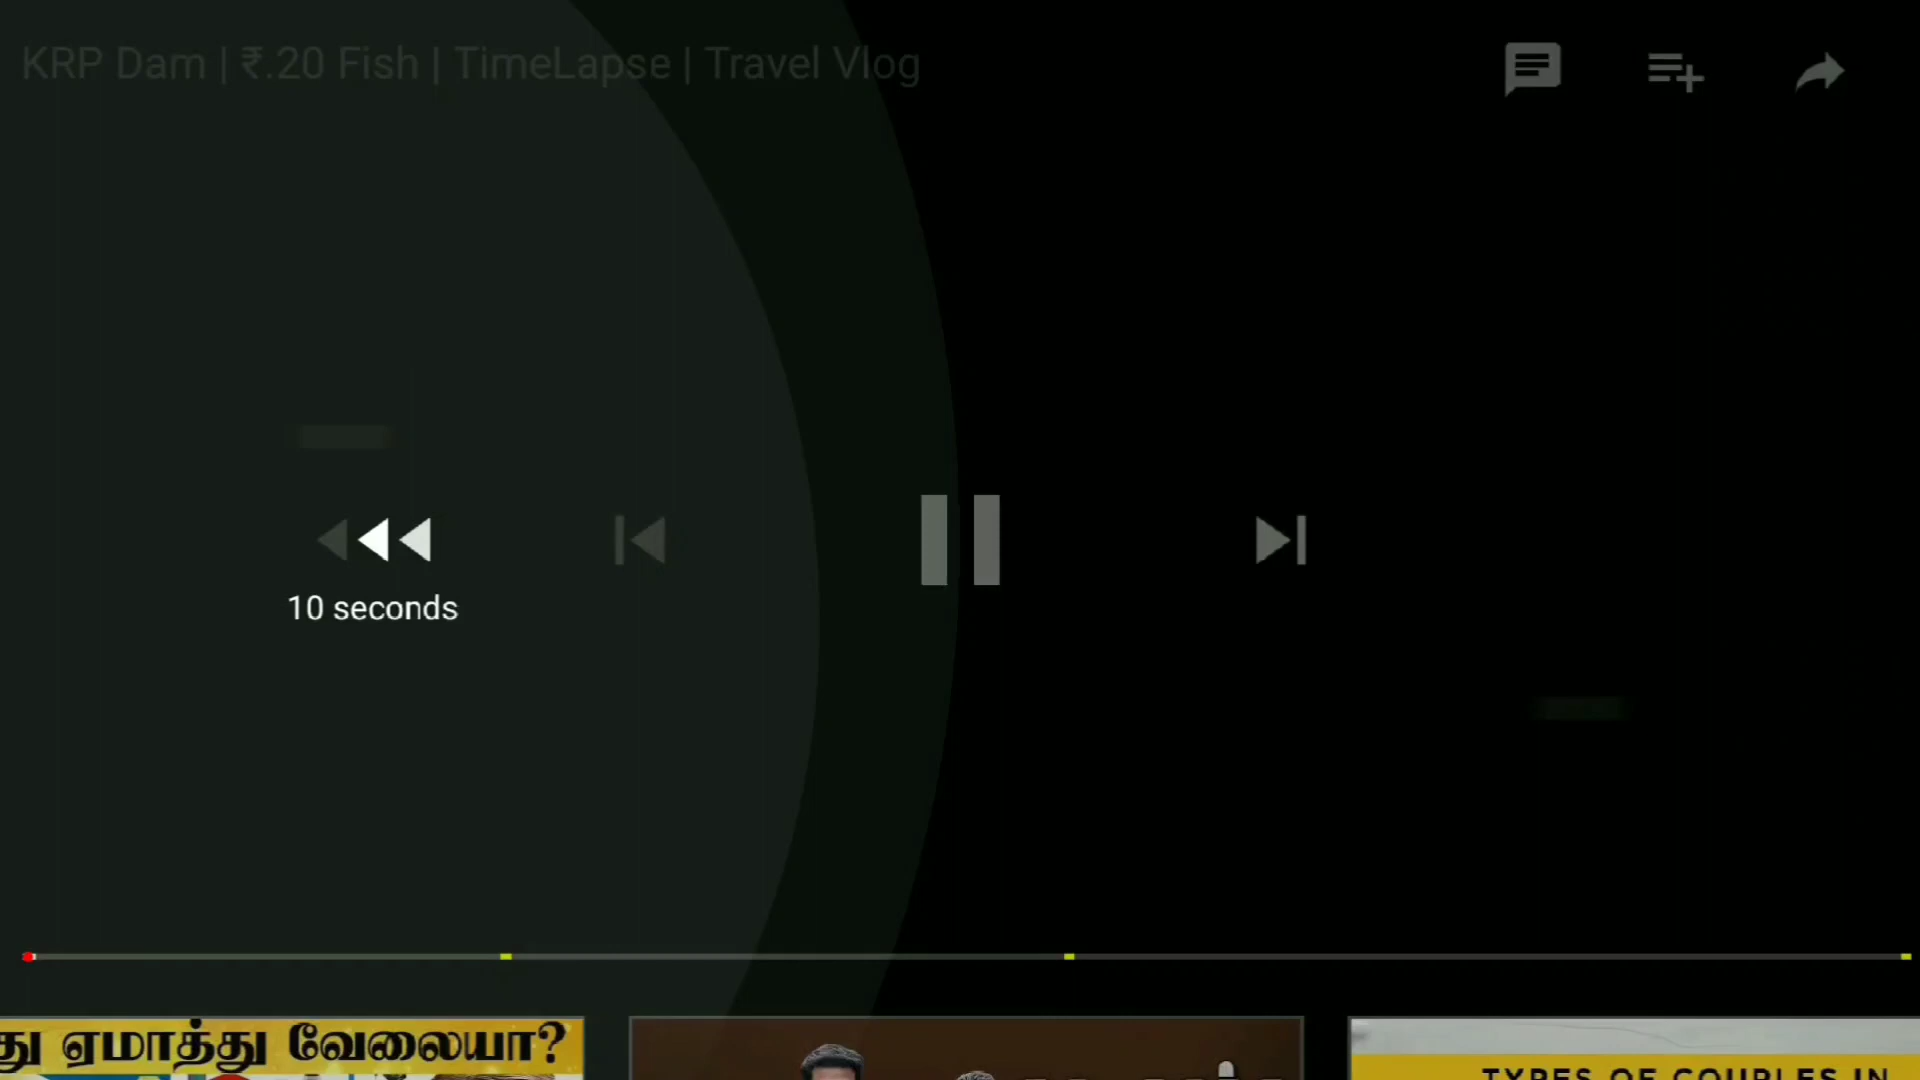 KRP Dam | ₹.20 Fish | TimeLapse | Travel Vlog
10 seconds
து ஏமாத்து வேலையா?
TYPES OF COUPLES IN